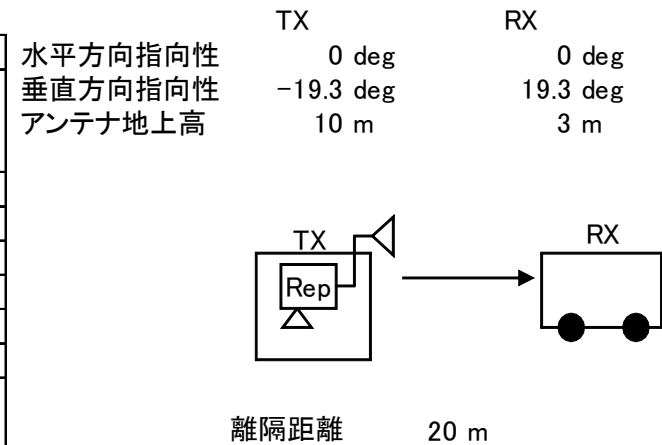 TX RX
水平方向指向性 0 deg 0 deg
垂直方向指向性 -19.3 deg 19.3 deg
アンテナ地上高 10 m 3 m
TX RX
Rep
離隔距離 20 m